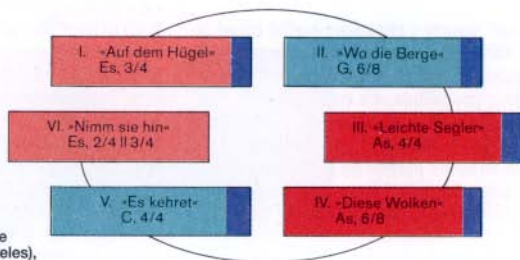 I. »Auf dem Hügel«
Es, 3/4
II. »Wo die Berge«
G, 6/8
VI. »Nimm sie hin«
Es, 2/4 || 3/4
III. »Leichte Segler«
As, 4/4
V. »Es kehret«
C, 4/4
IV. »Diese Wolken«
As, 6/8
e
eles),